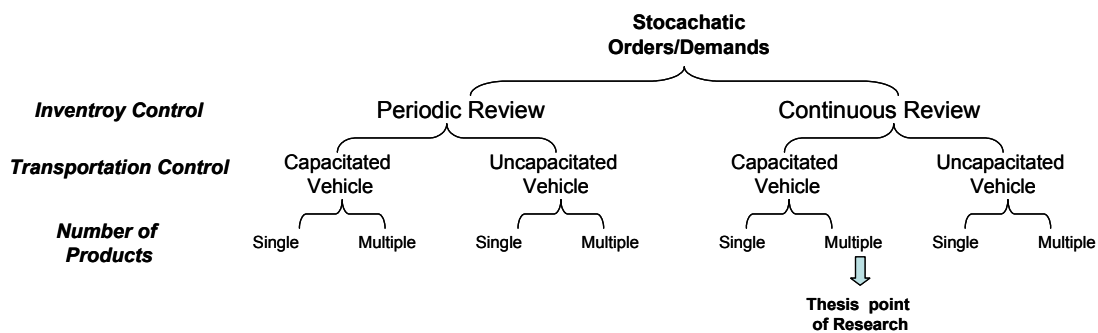 Stocachatic
Orders/Demands
Inventroy Control
Periodic Review
Continuous Review
Transportation Control
Capacitated
Vehicle
Uncapacitated
Vehicle
Capacitated
Vehicle
Uncapacitated
Vehicle
Number of
Products
Single
Multiple
Single
Multiple
Single
Multiple
Single
Multiple
Thesis point
of Research